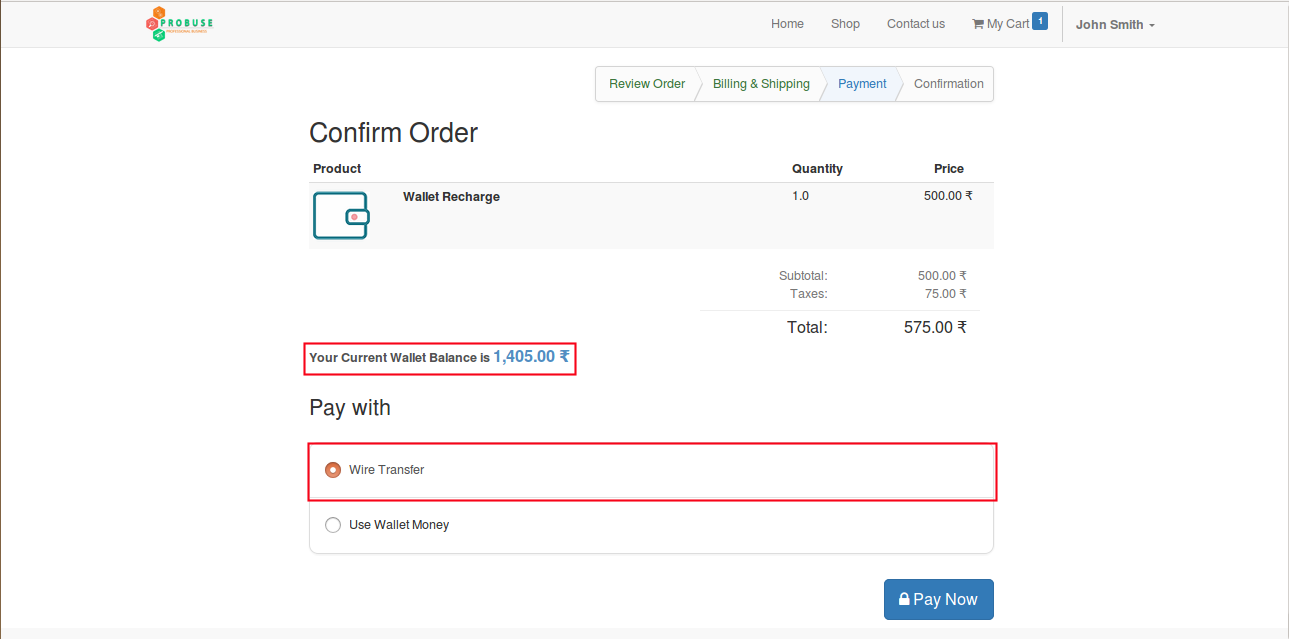 PROBUSE
PROFESSIONAL BUSINESS
Home Shop Contact us My Cart 1 John Smith
Review Order Billing & Shipping Payment Confirmation
Confirm Order
Product Quantity Price
Wallet Recharge 1.0 500.00 ₹
Subtotal: 500.00 ₹
Taxes: 75.00 ₹
Total: 575.00 ₹
Your Current Wallet Balance is 1,405.00 ₹
Pay with
Wire Transfer
Use Wallet Money
Pay Now